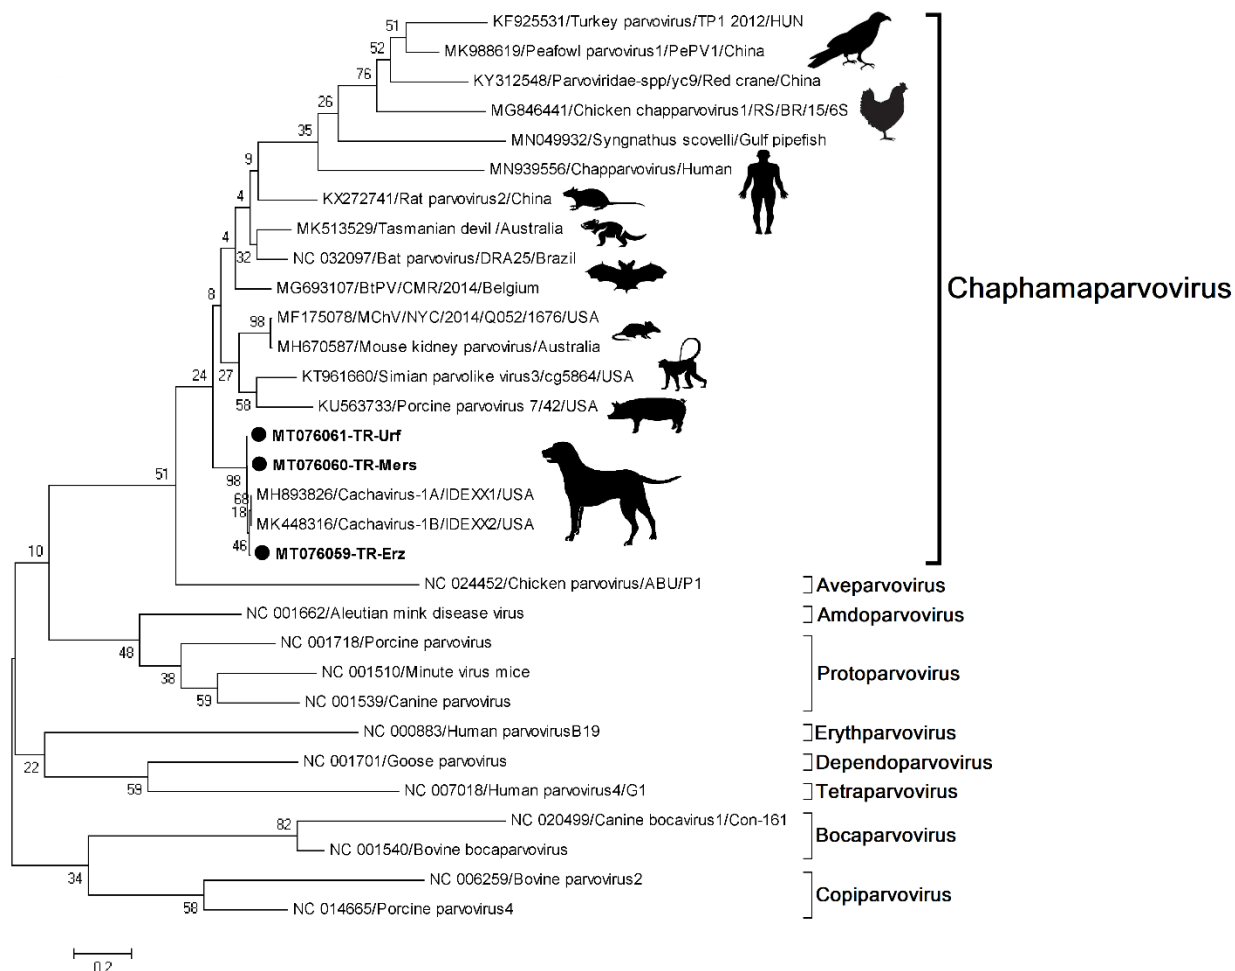 51
KF925531/Turkey parvovirus/TP1 2012/HUN
52
MK988619/Peafowl parvovirus1/PePV1/China
76
KY312548/Parvoviridae-spp/yc9/Red crane/China
26
MG846441/Chicken chapparvovirus1/RS/BR/15/6S
35
MN049932/Syngnathus scovelli/Gulf pipefish
9
MN939556/Chapparvovirus/Human
4
KX272741/Rat parvovirus2/China
4
MK513529/Tasmanian devil /Australia
32
NC 032097/Bat parvovirus/DRA25/Brazil
8
MG693107/BtPV/CMR/2014/Belgium
Chaphamaparvovirus
98
MF175078/MChV/NYC/2014/Q052/1676/USA
MH670587/Mouse kidney parvovirus/Australia
24
27
KT961660/Simian parvolike virus3/cg5864/USA
58
KU563733/Porcine parvovirus 7/42/USA
MT076061-TR-Urf
51
MT076060-TR-Mers
98
68
MH893826/Cachavirus-1A/IDEXX1/USA
18
MK448316/Cachavirus-1B/IDEXX2/USA
46
MT076059-TR-Erz
10
NC 024452/Chicken parvovirus/ABU/P1
Aveparvovirus
NC 001662/Aleutian mink disease virus
Amdoparvovirus
48
NC 001718/Porcine parvovirus
38
NC 001510/Minute virus mice
Protoparvovirus
59
NC 001539/Canine parvovirus
NC 000883/Human parvovirusB19
Erythparvovirus
22
NC 001701/Goose parvovirus
Dependoparvovirus
59
NC 007018/Human parvovirus4/G1
Tetraparvovirus
82
NC 020499/Canine bocavirus1/Con-161
Bocaparvovirus
NC 001540/Bovine bocaparvovirus
34
NC 006259/Bovine parvovirus2
Copiparvovirus
58
NC 014665/Porcine parvovirus4
0.2